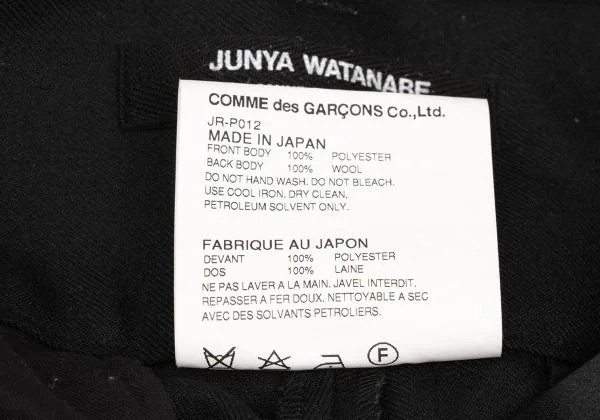 JUNYA WATANABE
COMME des GARÇONS Co.,Ltd.
JR-P012
MADE IN JAPAN
FRONT BODY 100% POLYESTER
BACK BODY 100% WOOL
DO NOT HAND WASH. DO NOT BLEACH.
USE COOL IRON. DRY CLEAN,
PETROLEUM SOLVENT ONLY.
FABRIQUE AU JAPON
DEVANT 100% POLYESTER
DOS 100% LAINE
NE PAS LAVER A LA MAIN. JAVEL INTERDIT.
REPASSER A FER DOUX. NETTOYABLE A SEC
AVEC DES SOLVANTS PETROLIERS.
F